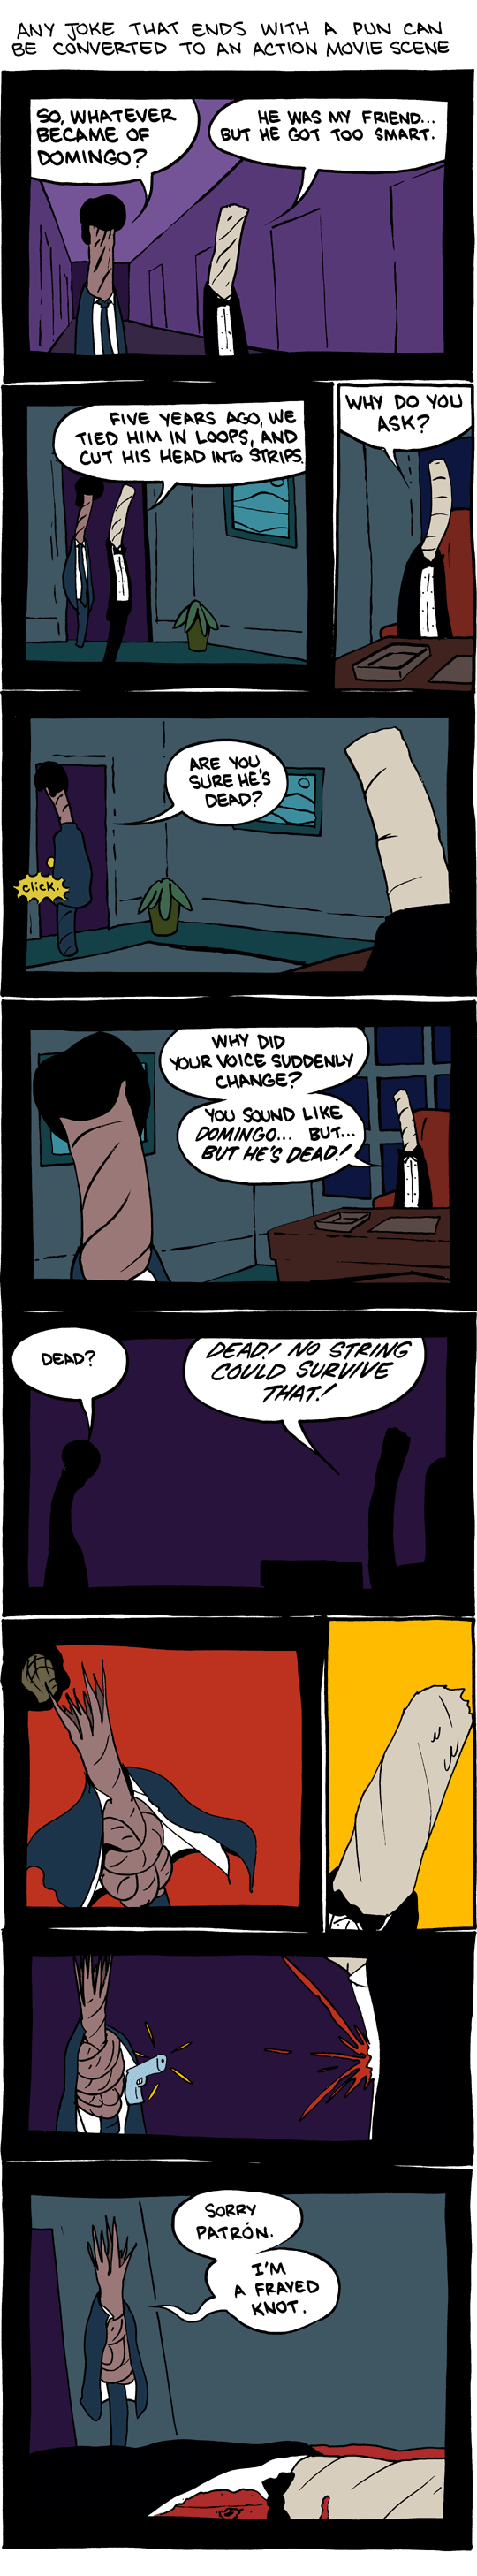 ANY JOKE THAT ENDS WITH A PUN CAN
BE CONVERTED TO AN ACTION MOVIE SCENE
SO, WHATEVER
BECAME OF
DOMINGO?
HE WAS MY FRIEND...
BUT HE GOT TOO SMART.
FIVE YEARS AGO, WE
TIED HIM IN LOOPS, AND
CUT HIS HEAD INTO STRIPS.
WHY DO YOU
ASK?
ARE YOU
SURE HE'S
DEAD?
click.
WHY DID
YOUR VOICE SUDDENLY
CHANGE?
YOU SOUND LIKE
DOMINGO... BUT...
BUT HE'S DEAD!
DEAD?
DEAD! NO STRING
COULD SURVIVE
THAT!
SORRY
PATRÓN.
I'M
A FRAYED
KNOT.